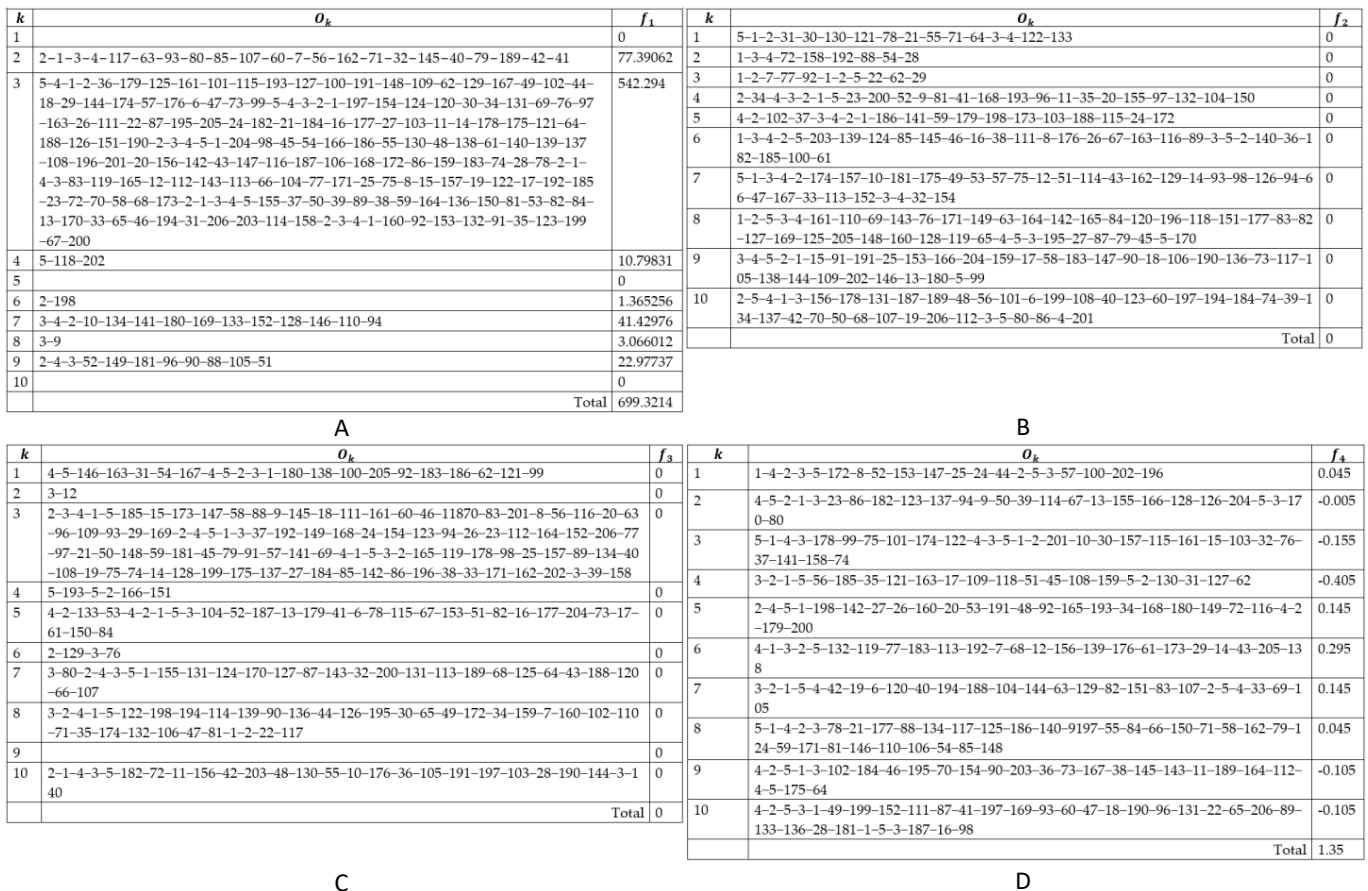 k O_k f_1
1 0
2 2–1–3–4–117–63–93–80–85–107–60–7–56–162–71–32–145–40–79–189–42–41 77.39062
3 5–4–1–2–36–179–125–161–101–115–193–127–100–191–148–109–62–129–167–49–102–44– 542.294
18–29–144–174–57–176–6–47–73–99–5–4–3–2–1–197–154–124–120–30–34–131–69–76–97
–163–26–111–22–87–195–205–24–182–21–184–16–177–27–103–11–14–178–175–121–64–
188–126–151–190–2–3–4–5–1–204–98–45–54–166–186–55–130–48–138–61–140–139–137
–108–196–201–20–156–142–43–147–116–187–106–168–172–86–159–183–74–28–78–2–1–
4–3–83–119–165–12–112–143–113–66–104–77–171–25–75–8–15–157–19–122–17–192–185
–23–72–70–58–68–173–2–1–3–4–5–155–37–50–39–89–38–59–164–136–150–81–53–82–84–
13–170–33–65–46–194–31–206–203–114–158–2–3–4–1–160–92–153–132–91–35–123–199
–67–200
4 5–118–202 10.79831
5 0
6 2–198 1.365256
7 3–4–2–10–134–141–180–169–133–152–128–146–110–94 41.42976
8 3–9 3.066012
9 2–4–3–52–149–181–96–90–88–105–51 22.97737
10 0
Total 699.3214
A
k O_k f_2
1 5–1–2–31–30–130–121–78–21–55–71–64–3–4–122–133 0
2 1–3–4–72–158–192–88–54–28 0
3 1–2–7–77–92–1–2–5–22–62–29 0
4 2–34–4–3–2–1–5–23–200–52–9–81–41–168–193–96–11–35–20–155–97–132–104–150 0
5 4–2–102–37–3–4–2–1–186–141–59–179–198–173–103–188–115–24–172 0
6 1–3–4–2–5–203–139–124–85–145–46–16–38–111–8–176–26–67–163–116–89–3–5–2–140–36–1 0
82–185–100–61
7 5–1–3–4–2–174–157–10–181–175–49–53–57–75–12–51–114–43–162–129–14–93–98–126–94–6 0
6–47–167–33–113–152–3–4–32–154
8 1–2–5–3–4–161–110–69–143–76–171–149–63–164–142–165–84–120–196–118–151–177–83–82 0
–127–169–125–205–148–160–128–119–65–4–5–3–195–27–87–79–45–5–170
9 3–4–5–2–1–15–91–191–25–153–166–204–159–17–58–183–147–90–18–106–190–136–73–117–1 0
05–138–144–109–202–146–13–180–5–99
10 2–5–4–1–3–156–178–131–187–189–48–56–101–6–199–108–40–123–60–197–194–184–74–39–1 0
34–137–42–70–50–68–107–19–206–112–3–5–80–86–4–201
Total 0
B
k O_k f_3
1 4–5–146–163–31–54–167–4–5–2–3–1–180–138–100–205–92–183–186–62–121–99 0
2 3–12 0
3 2–3–4–1–5–185–15–173–147–58–88–9–145–18–111–161–60–46–11870–83–201–8–56–116–20–63 0
–96–109–93–29–169–2–4–5–1–3–37–192–149–168–24–154–123–94–26–23–112–164–152–206–77
–97–21–50–148–59–181–45–79–91–57–141–69–4–1–5–3–2–165–119–178–98–25–157–89–134–40
–108–19–75–74–14–128–199–175–137–27–184–85–142–86–196–38–33–171–162–202–3–39–158
4 5–193–5–2–166–151 0
5 4–2–133–53–4–2–1–5–3–104–52–187–13–179–41–6–78–115–67–153–51–82–16–177–204–73–17– 0
61–150–84
6 2–129–3–76 0
7 3–80–2–4–3–5–1–155–131–124–170–127–87–143–32–200–131–113–189–68–125–64–43–188–120 0
–66–107
8 3–2–4–1–5–122–198–194–114–139–90–136–44–126–195–30–65–49–172–34–159–7–160–102–110 0
–71–35–174–132–106–47–81–1–2–22–117
9 0
10 2–1–4–3–5–182–72–11–156–42–203–48–130–55–10–176–36–105–191–197–103–28–190–144–3–1 0
40
Total 0
C
k O_k f_4
1 1–4–2–3–5–172–8–52–153–147–25–24–44–2–5–3–57–100–202–196 0.045
2 4–5–2–1–3–23–86–182–123–137–94–9–50–39–114–67–13–155–166–128–126–204–5–3–17 -0.005
0–80
3 5–1–4–3–178–99–75–101–174–122–4–3–5–1–2–201–10–30–157–115–161–15–103–32–76– -0.155
37–141–158–74
4 3–2–1–5–56–185–35–121–163–17–109–118–51–45–108–159–5–2–130–31–127–62 -0.405
5 2–4–5–1–198–142–27–26–160–20–53–191–48–92–165–193–34–168–180–149–72–116–4–2 0.145
–179–200
6 4–1–3–2–5–132–119–77–183–113–192–7–68–12–156–139–176–61–173–29–14–43–205–13 0.295
8
7 3–2–1–5–4–42–19–6–120–40–194–188–104–144–63–129–82–151–83–107–2–5–4–33–69–1 0.145
05
8 5–1–4–2–3–78–21–177–88–134–117–125–186–140–9197–55–84–66–150–71–58–162–79–1 0.045
24–59–171–81–146–110–106–54–85–148
9 4–2–5–1–3–102–184–46–195–70–154–90–203–36–73–167–38–145–143–11–189–164–112– -0.105
4–5–175–64
10 4–2–5–3–1–49–199–152–111–87–41–197–169–93–60–47–18–190–96–131–22–65–206–89– -0.105
133–136–28–181–1–5–3–187–16–98
Total 1.35
D